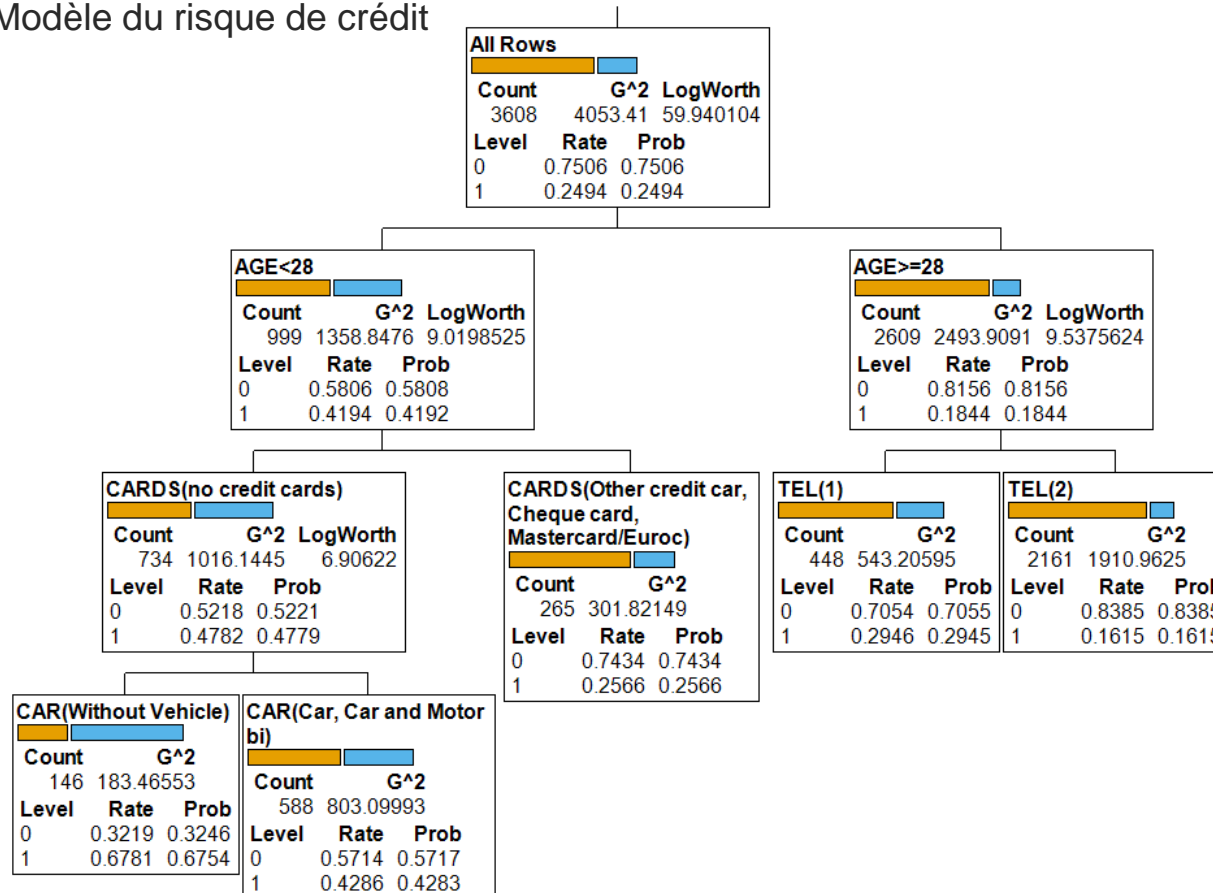 Modèle du risque de crédit
All Rows
Count G^2 LogWorth
3608 4053.41 59.940104
Level Rate Prob
0 0.7506 0.7506
1 0.2494 0.2494
AGE<28
Count G^2 LogWorth
999 1358.8476 9.0198525
Level Rate Prob
0 0.5806 0.5808
1 0.4194 0.4192
AGE>=28
Count G^2 LogWorth
2609 2493.9091 9.5375624
Level Rate Prob
0 0.8156 0.8156
1 0.1844 0.1844
CARDS(no credit cards)
Count G^2 LogWorth
734 1016.1445 6.90622
Level Rate Prob
0 0.5218 0.5221
1 0.4782 0.4779
CARDS(Other credit car,
Cheque card,
Mastercard/Euroc)
Count G^2
265 301.82149
Level Rate Prob
0 0.7434 0.7434
1 0.2566 0.2566
TEL(1)
Count G^2
448 543.20595
Level Rate Prob
0 0.7054 0.7055
1 0.2946 0.2945
TEL(2)
Count G^2
2161 1910.9625
Level Rate Prob
0 0.8385 0.8385
1 0.1615 0.1615
CAR(Without Vehicle)
Count G^2
146 183.46553
Level Rate Prob
0 0.3219 0.3246
1 0.6781 0.6754
CAR(Car, Car and Motor
bi)
Count G^2
588 803.09993
Level Rate Prob
0 0.5714 0.5717
1 0.4286 0.4283